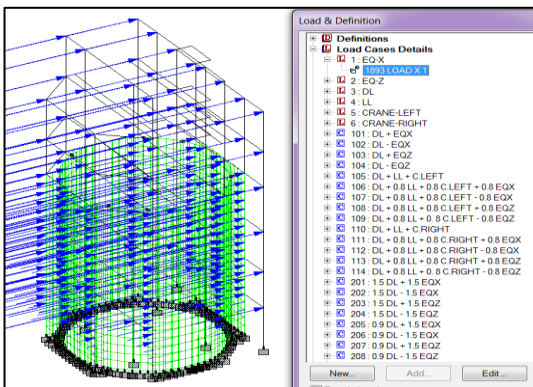 Load & Definition
Definitions
Load Cases Details
1 : EQ-X
1893 LOAD X 1
2 : EQ-Z
3 : DL
4 : LL
5 : CRANE-LEFT
6 : CRANE-RIGHT
101 : DL + EQX
102 : DL - EQX
103 : DL + EQZ
104 : DL - EQZ
105 : DL + LL + C.LEFT
106 : DL + 0.8 LL + 0.8 C.LEFT + 0.8 EQX
107 : DL + 0.8 LL + 0.8 C.LEFT - 0.8 EQX
108 : DL + 0.8 LL + 0.8 C.LEFT + 0.8 EQZ
109 : DL + 0.8 LL + 0.8 C.LEFT - 0.8 EQZ
110 : DL + LL + C.RIGHT
111 : DL + 0.8 LL + 0.8 C.RIGHT + 0.8 EQX
112 : DL + 0.8 LL + 0.8 C.RIGHT - 0.8 EQX
113 : DL + 0.8 LL + 0.8 C.RIGHT + 0.8 EQZ
114 : DL + 0.8 LL + 0.8 C.RIGHT - 0.8 EQZ
201 : 1.5 DL + 1.5 EQX
202 : 1.5 DL - 1.5 EQX
203 : 1.5 DL + 1.5 EQZ
204 : 1.5 DL - 1.5 EQZ
205 : 0.9 DL + 1.5 EQX
206 : 0.9 DL - 1.5 EQX
207 : 0.9 DL + 1.5 EQZ
208 : 0.9 DL - 1.5 EQZ
New... Add... Edit...